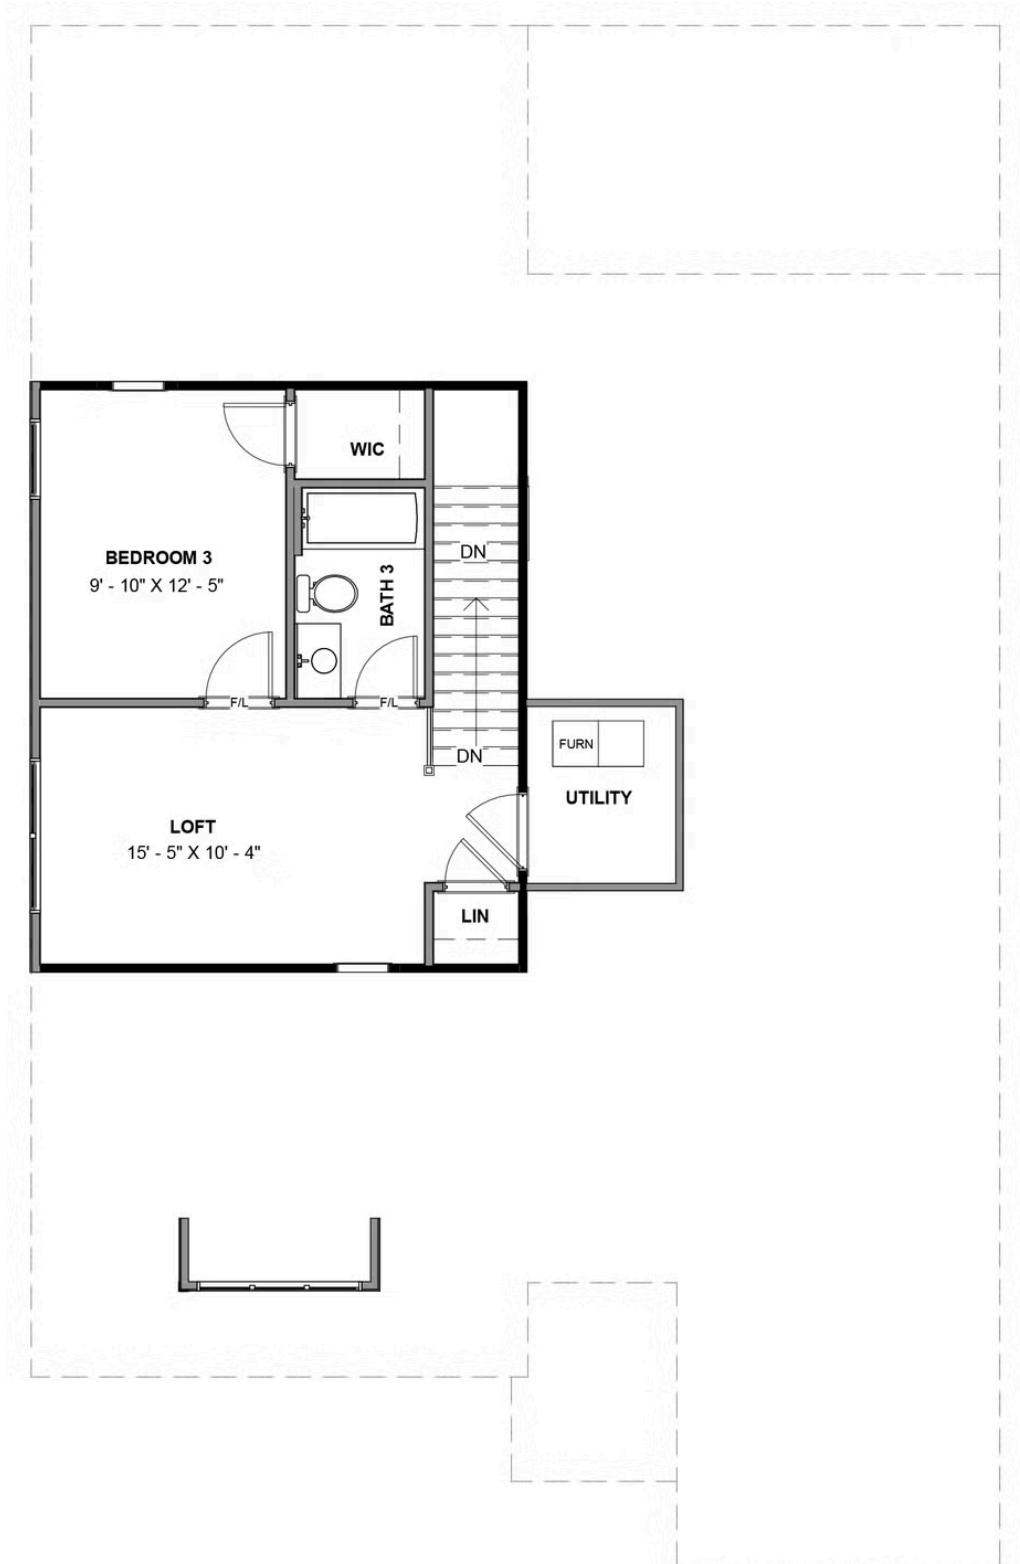 WIC
BEDROOM 3
9' - 10" X 12' - 5"
BATH 3
DN
F/L
F/L
DN
FURN
UTILITY
LOFT
15' - 5" X 10' - 4"
LIN